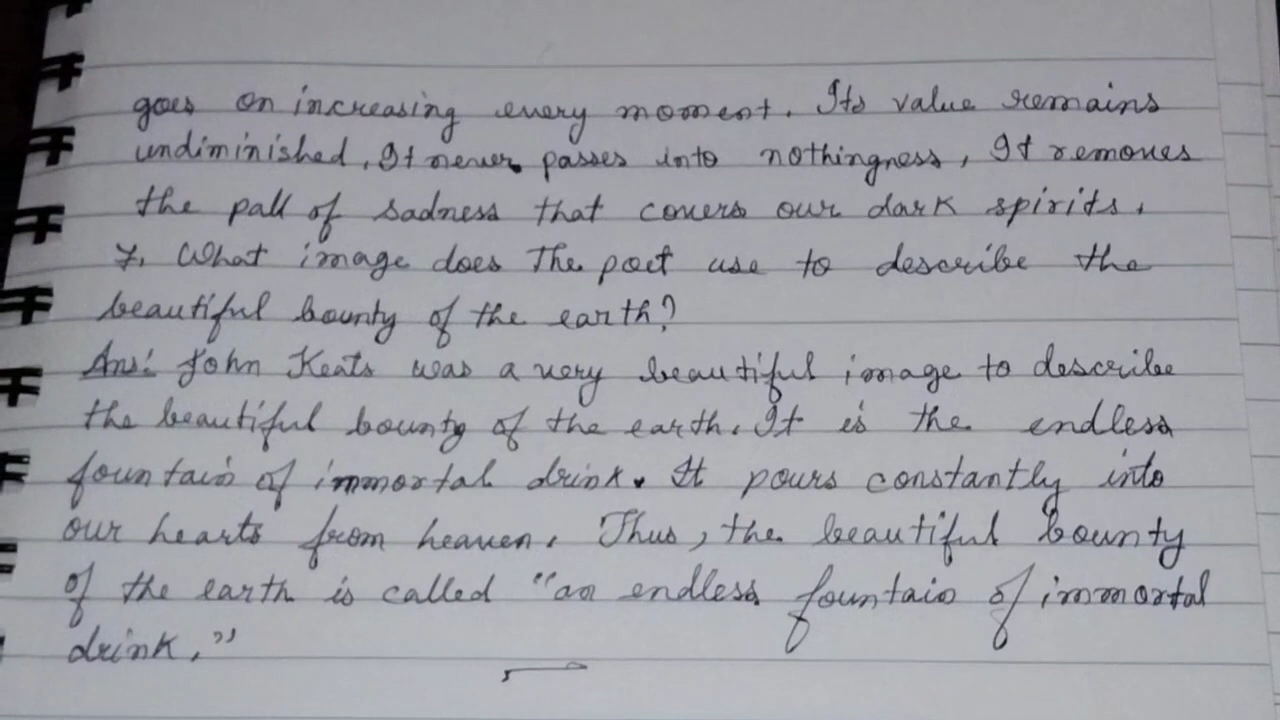 goes on increasing every moment. Its value remains
undiminished. It never passes into nothingness, It removes
the pall of sadness that covers our dark spirits.
7. What image does The poet use to describe the
beautiful bounty of the earth?
Ans: John Keats was a very beautiful image to describe
the beautiful bounty of the earth. It is the endless
fountain of immortal drink. It pours constantly into
our hearts from heaven. Thus, the beautiful bounty
of the earth is called "an endless fountain of immortal
drink."